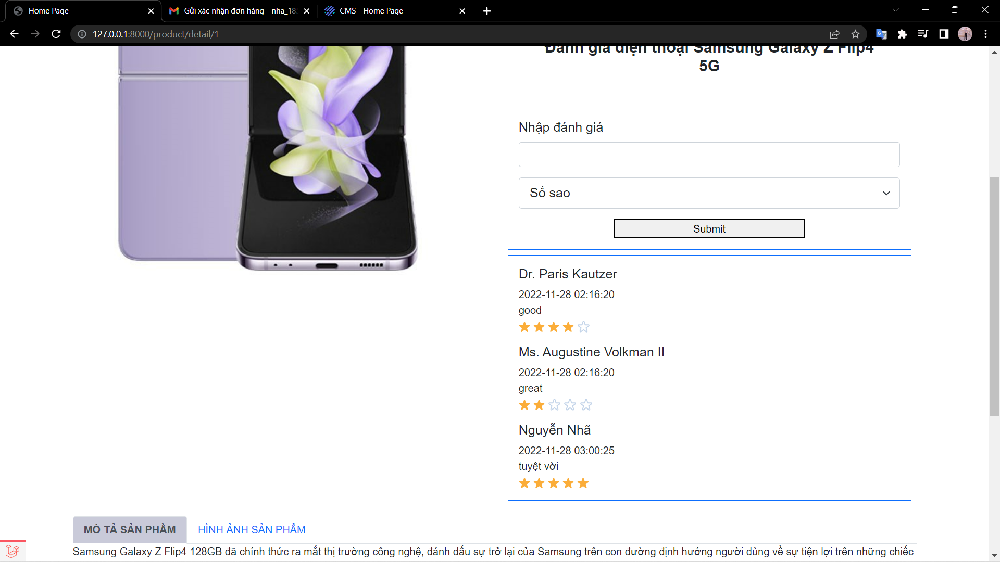 Home Page
Gửi xác nhận đơn hàng - nha_185
CMS - Home Page
127.0.0.1:8000/product/detail/1
Đánh giá điện thoại Samsung Galaxy Z Flip4
5G
Nhập đánh giá
Số sao
Submit
Dr. Paris Kautzer
2022-11-28 02:16:20
good
Ms. Augustine Volkman II
2022-11-28 02:16:20
great
Nguyễn Nhã
2022-11-28 03:00:25
tuyệt vời
MÔ TẢ SẢN PHẨM
HÌNH ẢNH SẢN PHẨM
Samsung Galaxy Z Flip4 128GB đã chính thức ra mắt thị trường công nghệ, đánh dấu sự trở lại của Samsung trên con đường định hướng người dùng về sự tiện lợi trên những chiếc